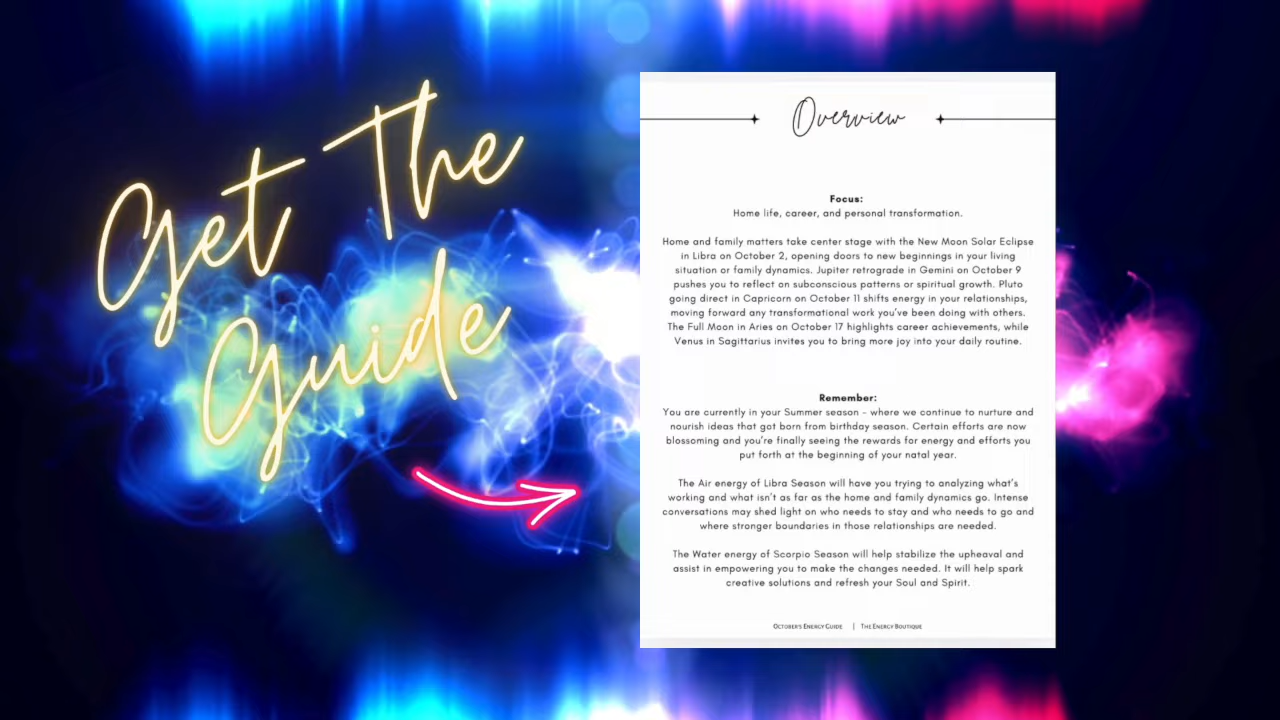 Get The
Guide
Overview
Focus:
Home life, career, and personal transformation.
Home and family matters take center stage with the New Moon Solar Eclipse
in Libra on October 2, opening doors to new beginnings in your living
situation or family dynamics. Jupiter retrograde in Gemini on October 9
pushes you to reflect on subconscious patterns or spiritual growth. Pluto
going direct in Capricorn on October 11 shifts energy in your relationships,
moving forward any transformational work you've been doing with others.
The Full Moon in Aries on October 17 highlights career achievements, while
Venus in Sagittarius invites you to bring more joy into your daily routine.
Remember:
You are currently in your Summer season - where we continue to nurture and
nourish ideas that got born from birthday season. Certain efforts are now
blossoming and you're finally seeing the rewards for energy and efforts you
put forth at the beginning of your natal year.
The Air energy of Libra Season will have you trying to analyzing what's
working and what isn't as far as the home and family dynamics go. Intense
conversations may shed light on who needs to stay and who needs to go and
where stronger boundaries in those relationships are needed.
The Water energy of Scorpio Season will help stabilize the upheaval and
assist in empowering you to make the changes needed. It will help spark
creative solutions and refresh your Soul and Spirit.
October's Energy Guide | The Energy Boutique